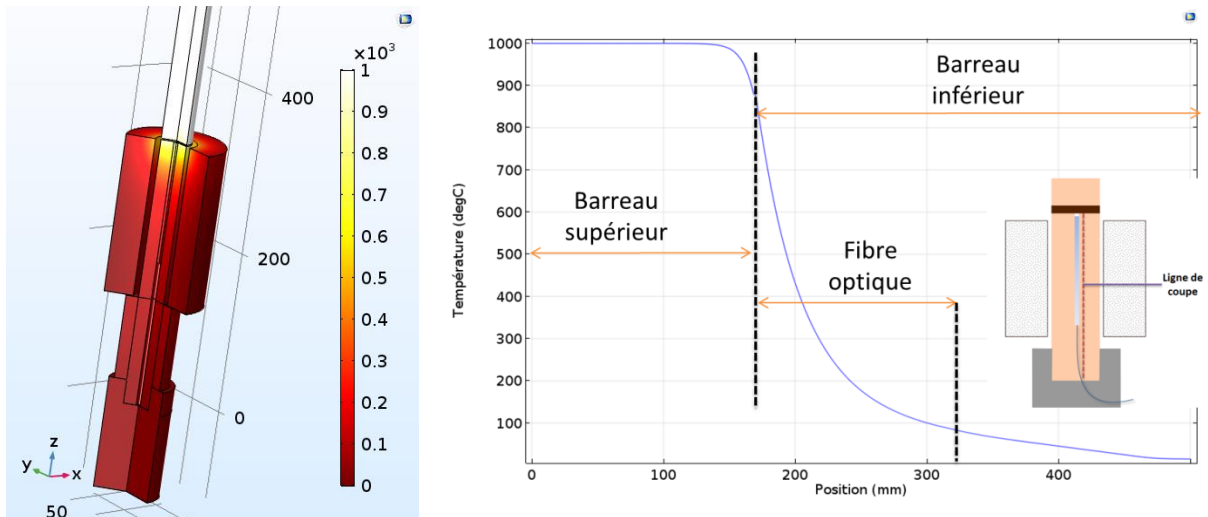 ×10³
1
0.9
0.8
0.7
0.6
0.5
0.4
0.3
0.2
0.1
0
400
200
0
50
z
y
x
1000
900
800
700
600
500
400
300
200
100
0
100
200
300
400
Température (degC)
Position (mm)
Barreau
supérieur
Barreau
inférieur
Fibre
optique
Ligne de
coupe